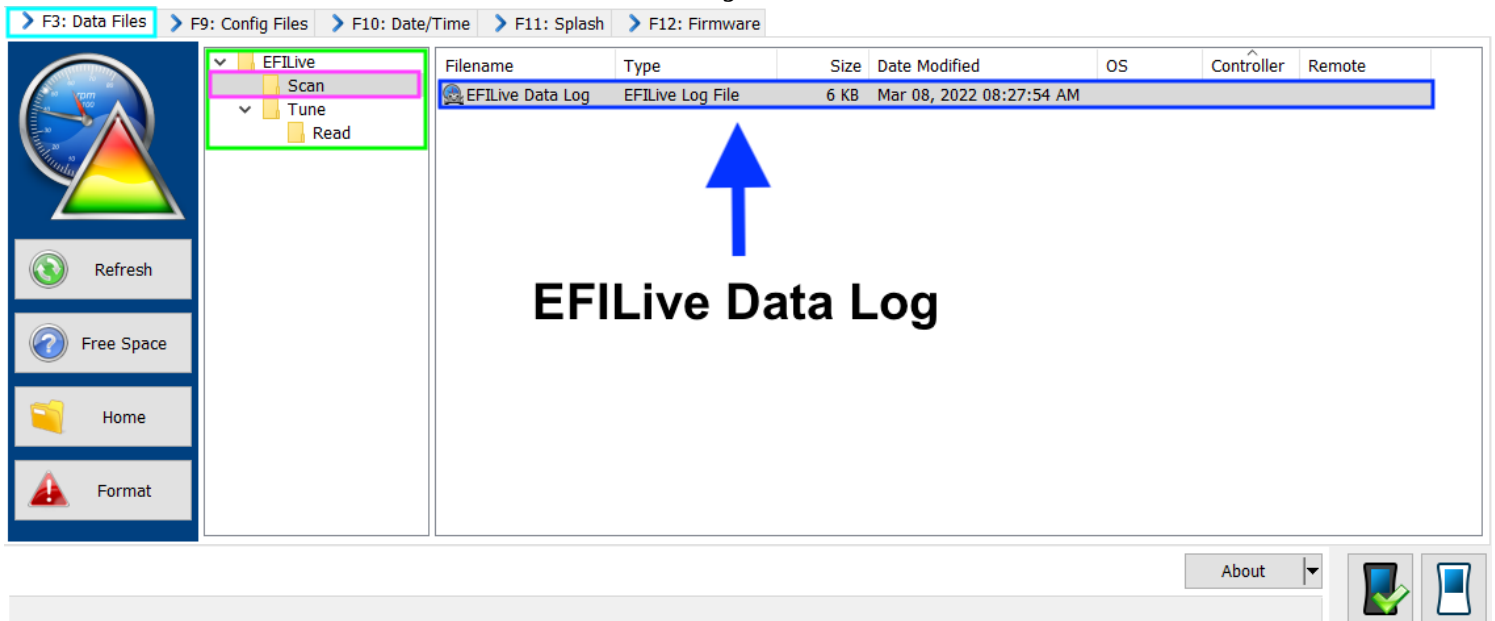 F3: Data Files F9: Config Files F10: Date/Time F11: Splash F12: Firmware
EFILive
Scan
Tune
Read
Filename Type Size Date Modified OS Controller Remote
EFILive Data Log EFILive Log File 6 KB Mar 08, 2022 08:27:54 AM
EFILive Data Log
rpm
Refresh
Free Space
Home
Format
About